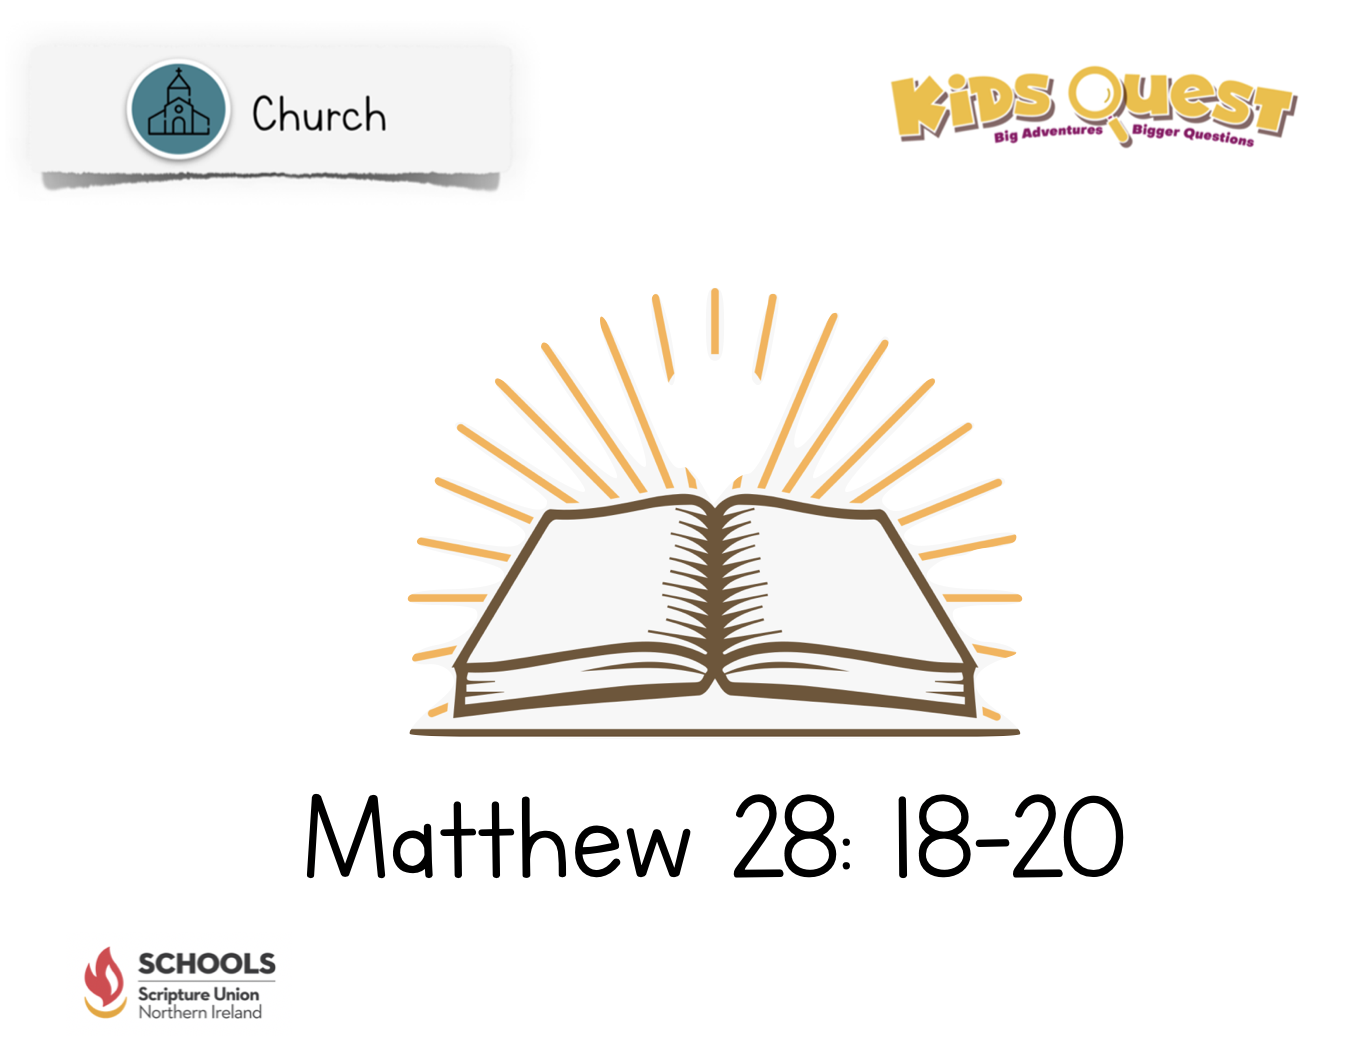 Church
KiDS QUEST
Big Adventures Bigger Questions
Matthew 28: 18-20
SCHOOLS
Scripture Union
Northern Ireland